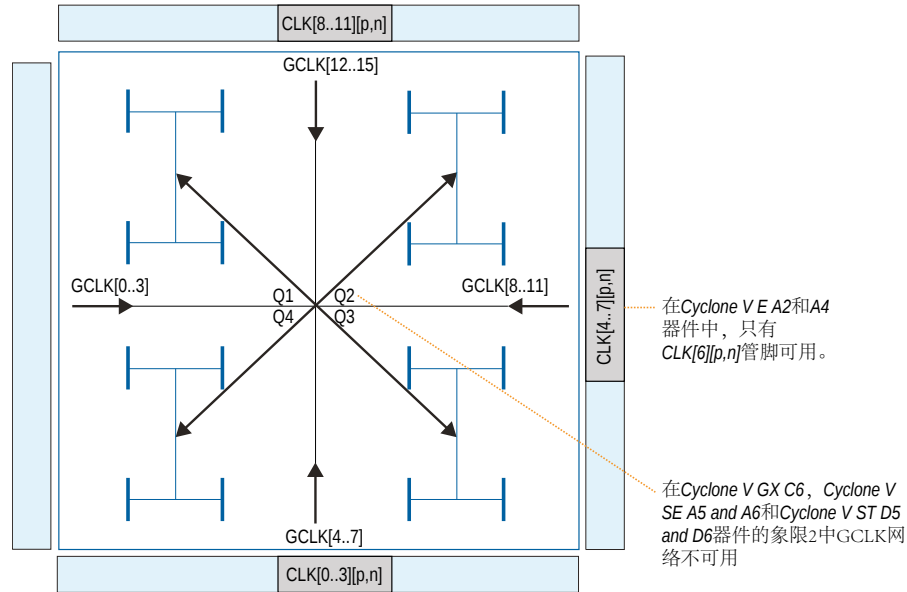 CLK[8..11][p,n]
GCLK[12..15]
GCLK[0..3]
Q1
Q2
GCLK[8..11]
Q4
Q3
CLK[4..7][p,n]
在Cyclone V E A2和A4
器件中，只有
CLK[6][p,n]管脚可用。
在Cyclone V GX C6，Cyclone V
SE A5 and A6和Cyclone V ST D5
and D6器件的象限2中GCLK网
络不可用
GCLK[4..7]
CLK[0..3][p,n]